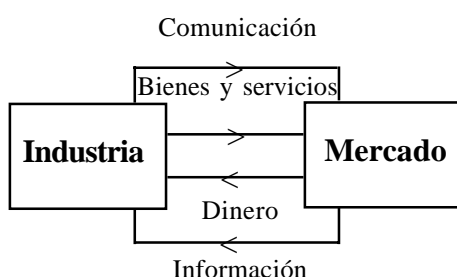 Comunicación
Bienes y servicios
Industria
Mercado
Dinero
Información